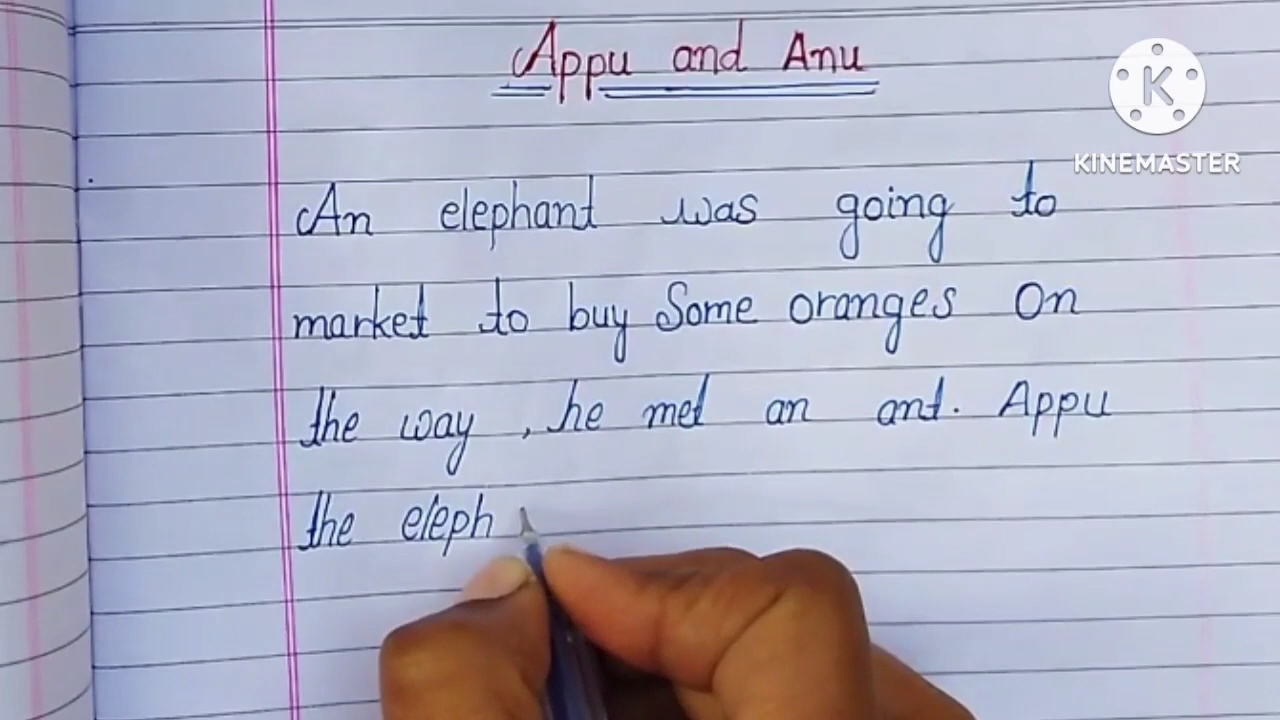 Appu and Anu
KINEMASTER
An elephant was going to
market to buy Some oranges On
the way , he met an ant. Appu
the eleph